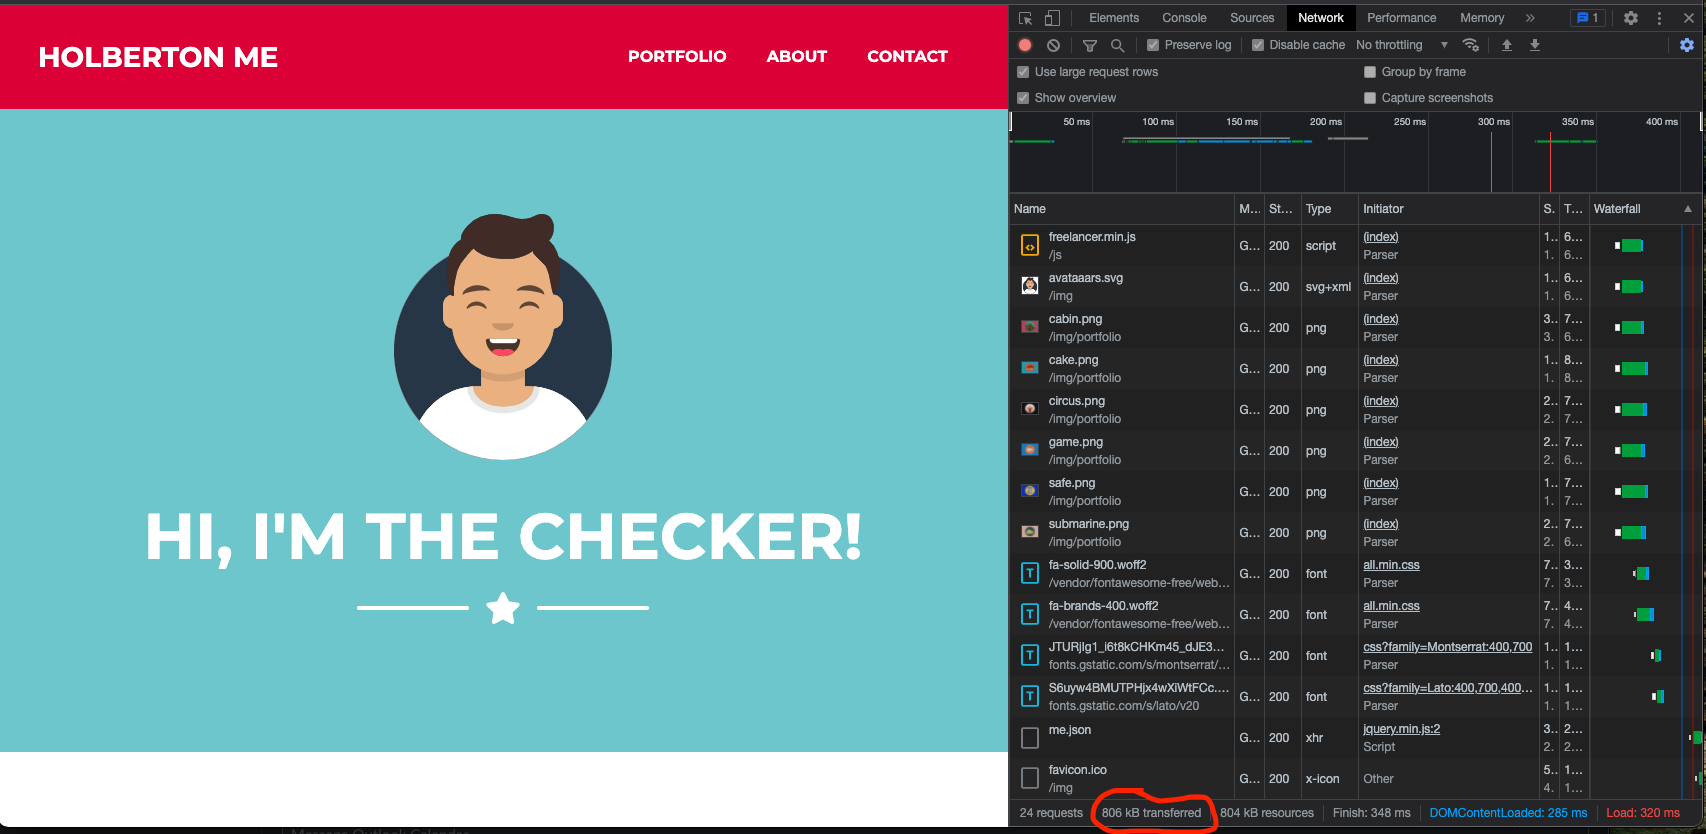 HOLBERTON ME
PORTFOLIO ABOUT CONTACT
HI, I'M THE CHECKER!
Elements Console Sources Network Performance Memory » 1
Preserve log Disable cache No throttling
Use large request rows Group by frame
Show overview Capture screenshots
50 ms 100 ms 150 ms 200 ms 250 ms 300 ms 350 ms 400 ms
Name M... St... Type Initiator S. T... Waterfall
freelancer.min.js G... 200 script (index) 1.. 6...
/js Parser 1. 6...
avataaars.svg G... 200 svg+xml (index) 1.. 6...
/img Parser 1. 6...
cabin.png G... 200 png (index) 3.. 7...
/img/portfolio Parser 3. 6...
cake.png G... 200 png (index) 1.. 8...
/img/portfolio Parser 1. 8...
circus.png G... 200 png (index) 2.. 7...
/img/portfolio Parser 2. 7...
game.png G... 200 png (index) 2.. 7...
/img/portfolio Parser 2. 6...
safe.png G... 200 png (index) 1.. 7...
/img/portfolio Parser 1. 7...
submarine.png G... 200 png (index) 2.. 7...
/img/portfolio Parser 2. 6...
fa-solid-900.woff2 G... 200 font all.min.css 7.. 3...
/vendor/fontawesome-free/web... Parser 7. 3...
fa-brands-400.woff2 G... 200 font all.min.css 7.. 4...
/vendor/fontawesome-free/web... Parser 7. 4...
JTURjIg1_i6t8kCHKm45_dJE3... G... 200 font css?family=Montserrat:400,700 1.. 1...
fonts.gstatic.com/s/montserrat/... Parser 1. 1...
S6uyw4BMUTPHjx4wXiWtFCc.... G... 200 font css?family=Lato:400,700,400... 1.. 1...
fonts.gstatic.com/s/lato/v20 Parser 1. 1...
me.json G... 200 xhr jquery.min.js:2 3.. 2...
Script 2. 2...
favicon.ico G... 200 x-icon Other 5.. 1...
/img 4. 1...
24 requests 806 kB transferred 804 kB resources Finish: 348 ms DOMContentLoaded: 285 ms Load: 320 ms